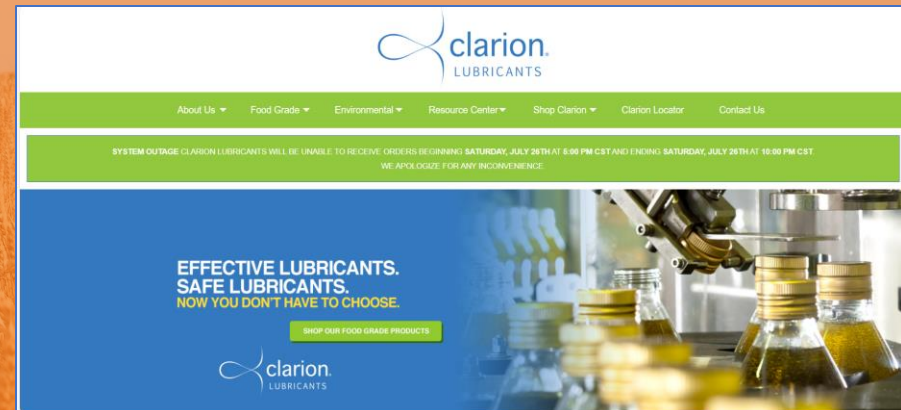 clarion.
LUBRICANTS
About Us Food Grade Environmental Resource Center Shop Clarion Clarion Locator Contact Us
SYSTEM OUTAGE CLARION LUBRICANTS WILL BE UNABLE TO RECEIVE ORDERS BEGINNING SATURDAY, JULY 26TH AT 5:00 PM CST AND ENDING SATURDAY, JULY 26TH AT 10:00 PM CST.
WE APOLOGIZE FOR ANY INCONVENIENCE
EFFECTIVE LUBRICANTS.
SAFE LUBRICANTS.
NOW YOU DON'T HAVE TO CHOOSE.
SHOP OUR FOOD GRADE PRODUCTS
clarion.
LUBRICANTS